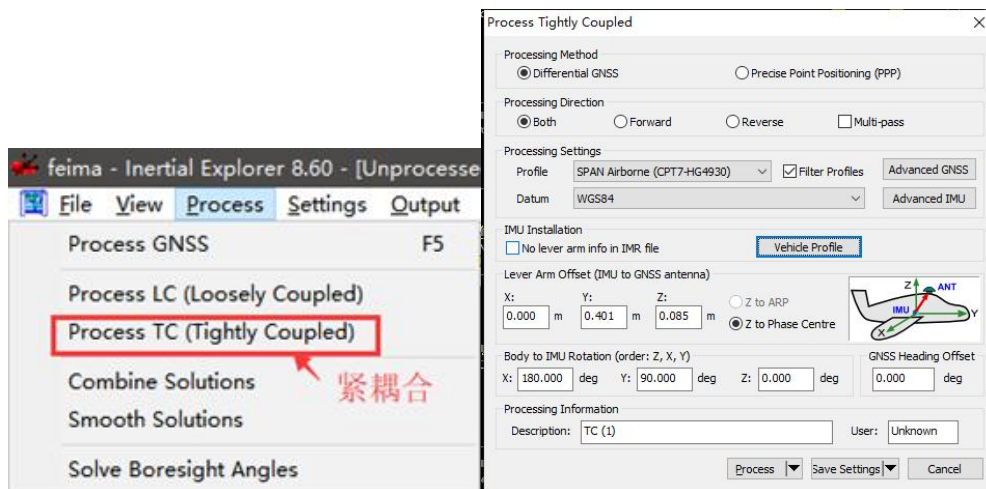 feima - Inertial Explorer 8.60 - [Unprocesse
File View Process Settings Output
Process GNSS F5
Process LC (Loosely Coupled)
Process TC (Tightly Coupled)
紧耦合
Combine Solutions
Smooth Solutions
Solve Boresight Angles
Process Tightly Coupled
Processing Method
Differential GNSS Precise Point Positioning (PPP)
Processing Direction
Both Forward Reverse Multi-pass
Processing Settings
Profile SPAN Airborne (CPT7-HG4930) Filter Profiles Advanced GNSS
Datum WGS84 Advanced IMU
IMU Installation
No lever arm info in IMR file Vehicle Profile
Lever Arm Offset (IMU to GNSS antenna)
X: Y: Z:
0.000 m 0.401 m 0.085 m
Z to ARP
Z to Phase Centre
Z ANT
IMU Y
X
Body to IMU Rotation (order: Z, X, Y) GNSS Heading Offset
X: 180.000 deg Y: 90.000 deg Z: 0.000 deg 0.000 deg
Processing Information
Description: TC (1) User: Unknown
Process Save Settings Cancel